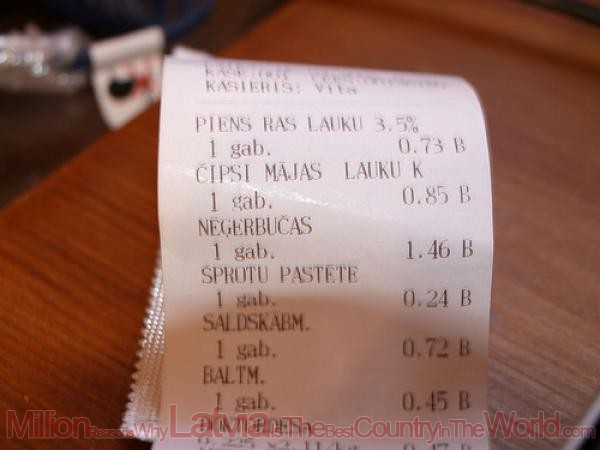 KASIERIS: Vita
PIENS RAS LAUKU 3.5%
1 gab. 0.73 B
ČIPSI MĀJAS LAUKU K
1 gab. 0.85 B
NĒĢERBUČAS
1 gab. 1.46 B
ŠPROTU PASTĒTE
1 gab. 0.24 B
SALDSKĀBM.
1 gab. 0.72 B
BALTM.
1 gab. 0.45 B
MillionReasonsWhyLatviaIsTheBestCountryInTheWorld.com